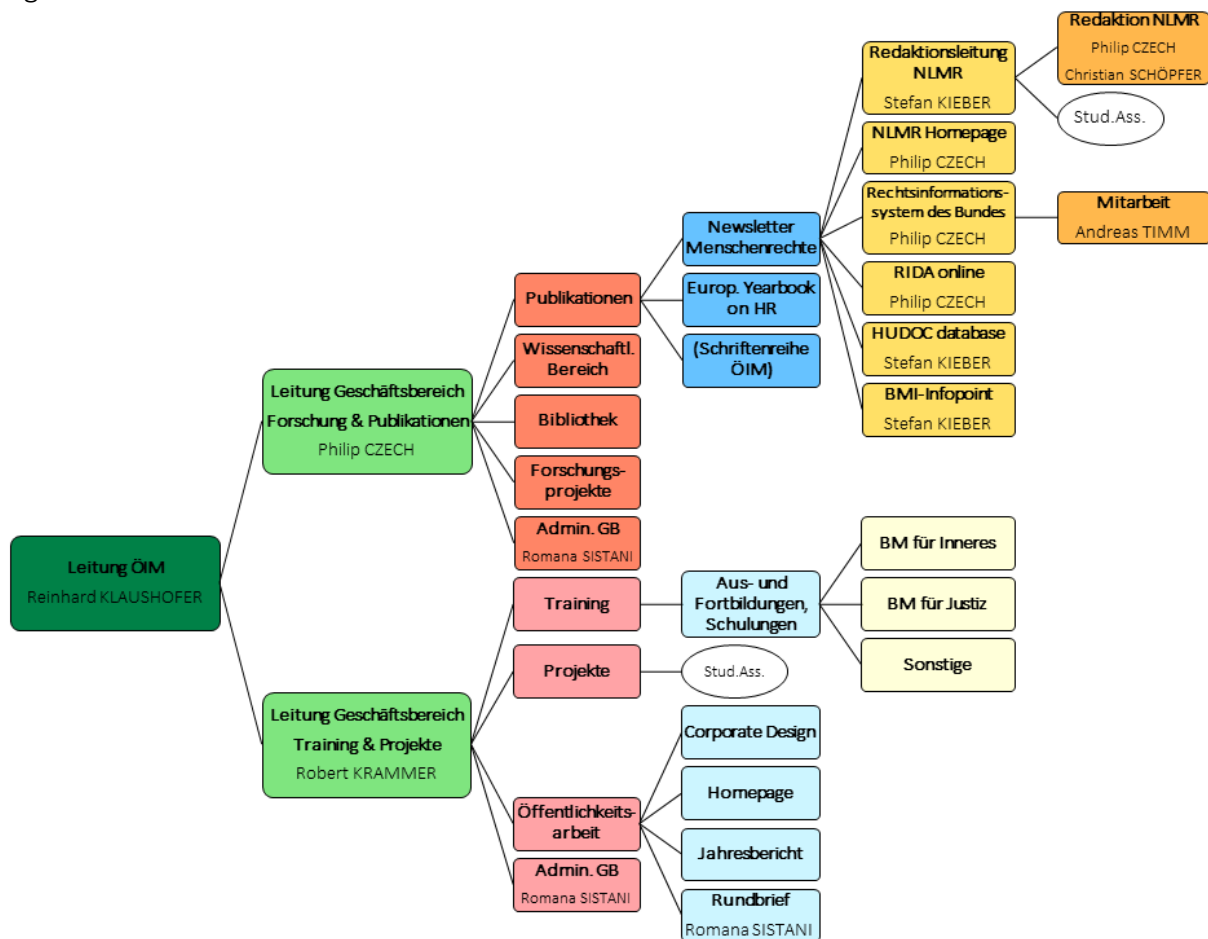 Redaktion NLMR
Philip CZECH
Christian SCHÖPFER
Redaktionsleitung
NLMR
Stefan KIEBER
Stud.Ass.
NLMR Homepage
Philip CZECH
Rechtsinformations-
system des Bundes
Philip CZECH
Mitarbeit
Andreas TIMM
Newsletter
Menschenrechte
RIDA online
Philip CZECH
Publikationen
Europ. Yearbook
on HR
HUDOC database
Stefan KIEBER
Wissenschaftl.
Bereich
(Schriftenreihe
ÖIM)
BMI-Infopoint
Stefan KIEBER
Leitung Geschäftsbereich
Forschung & Publikationen
Philip CZECH
Bibliothek
Forschungs-
projekte
Admin. GB
Romana SISTANI
Leitung ÖIM
Reinhard KLAUSHOFER
BM für Inneres
Training
Aus- und
Fortbildungen,
Schulungen
BM für Justiz
Projekte
Stud.Ass.
Sonstige
Leitung Geschäftsbereich
Training & Projekte
Robert KRAMMER
Corporate Design
Homepage
Öffentlichkeits-
arbeit
Jahresbericht
Admin. GB
Romana SISTANI
Rundbrief
Romana SISTANI